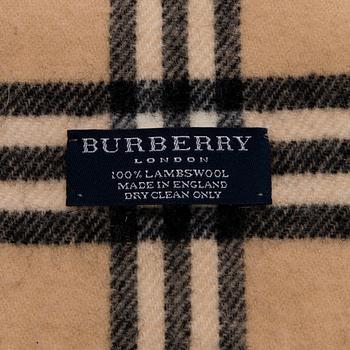 BURBERRY
LONDON
100% LAMBSWOOL
MADE IN ENGLAND
DRY CLEAN ONLY